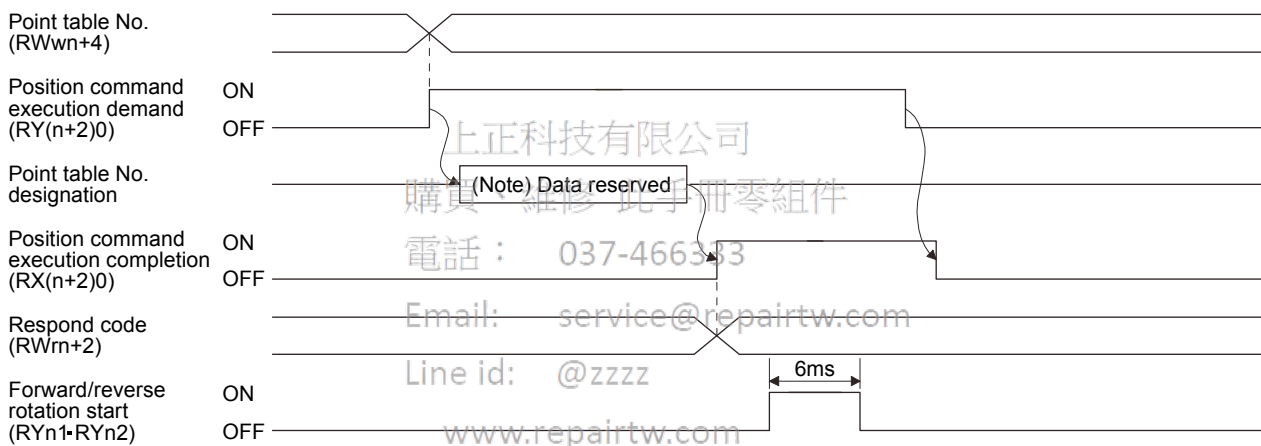 Point table No.
(RWwn+4)
Position command
execution demand
(RY(n+2)0)
ON
OFF
上正科技有限公司
Point table No.
designation
(Note) Data reserved
購買、維修 此手冊零組件
Position command
execution completion
(RX(n+2)0)
ON
OFF
電話： 037-466333
Respond code
(RWrn+2)
Email: service@repairtw.com
Line id: @zzzz
6ms
Forward/reverse
rotation start
(RYn1-RYn2)
ON
OFF
www.repairtw.com